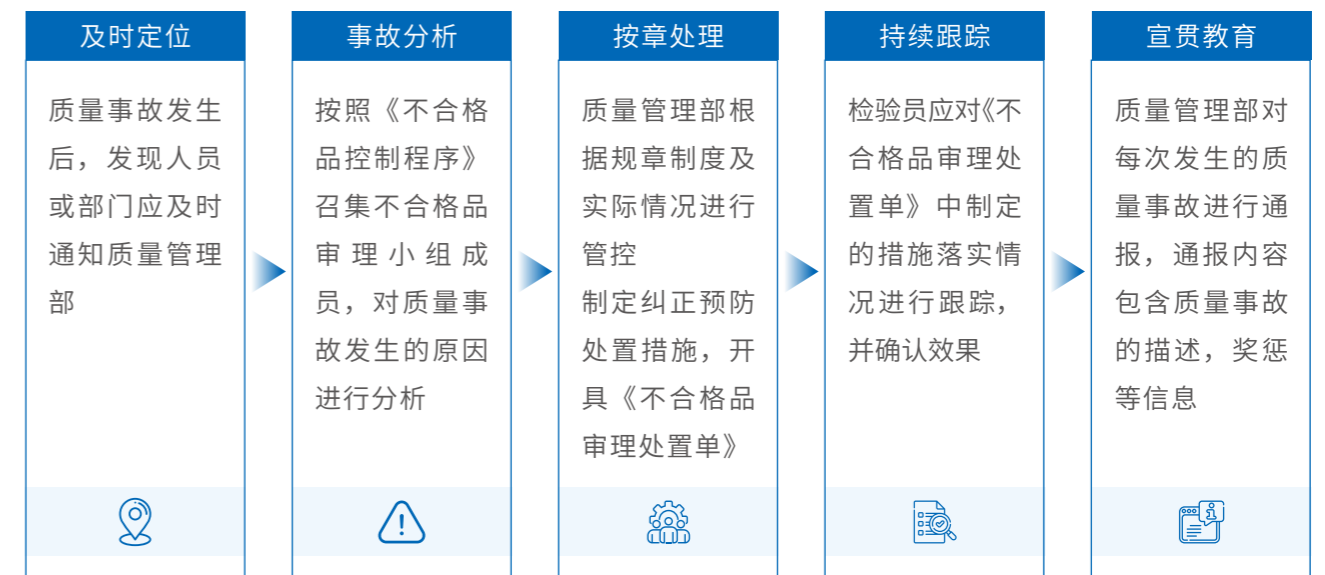 及时定位
质量事故发生
后，发现人员
或部门应及时
通知质量管理
部
事故分析
按照《不合格
品控制程序》
召集不合格品
审理小组成
员，对质量事
故发生的原因
进行分析
按章处理
质量管理部根
据规章制度及
实际情况进行
管控
制定纠正预防
处置措施，开
具《不合格品
审理处置单》
持续跟踪
检验员应对《不
合格品审理处
置单》中制定
的措施落实情
况进行跟踪，
并确认效果
宣贯教育
质量管理部对
每次发生的质
量事故进行通
报，通报内容
包含质量事故
的描述，奖惩
等信息